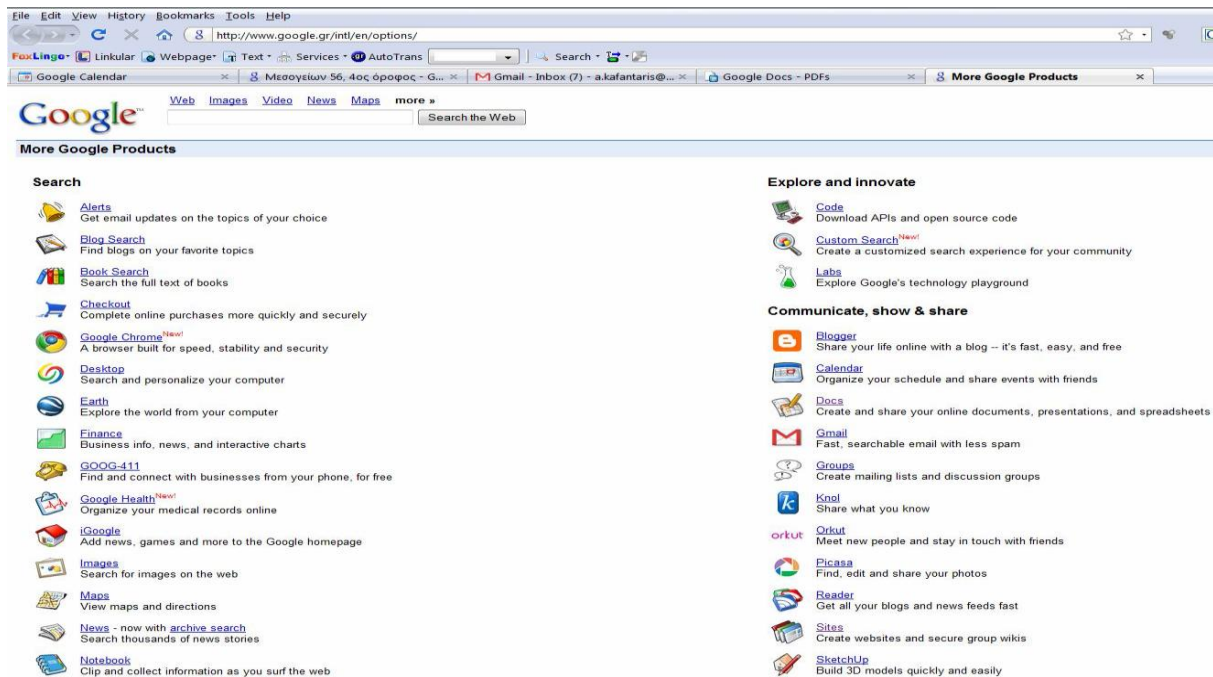 File Edit View History Bookmarks Tools Help
http://www.google.gr/intl/en/options/
FoxLingo Linkular Webpage Text Services AutoTrans Search
Google Calendar
Μεσογείων 56, 4ος όροφος - G...
Gmail - Inbox (7) - a.kafantaris@...
Google Docs - PDFs
More Google Products
Google™
Web Images Video News Maps more »
Search the Web
More Google Products
Search
Alerts
Get email updates on the topics of your choice
Blog Search
Find blogs on your favorite topics
Book Search
Search the full text of books
Checkout
Complete online purchases more quickly and securely
Google Chrome New!
A browser built for speed, stability and security
Desktop
Search and personalize your computer
Earth
Explore the world from your computer
Finance
Business info, news, and interactive charts
GOOG-411
Find and connect with businesses from your phone, for free
Google Health New!
Organize your medical records online
iGoogle
Add news, games and more to the Google homepage
Images
Search for images on the web
Maps
View maps and directions
News - now with archive search
Search thousands of news stories
Notebook
Clip and collect information as you surf the web
Explore and innovate
Code
Download APIs and open source code
Custom Search New!
Create a customized search experience for your community
Labs
Explore Google's technology playground
Communicate, show & share
Blogger
Share your life online with a blog -- it's fast, easy, and free
Calendar
Organize your schedule and share events with friends
Docs
Create and share your online documents, presentations, and spreadsheets
Gmail
Fast, searchable email with less spam
Groups
Create mailing lists and discussion groups
Knol
Share what you know
orkut
Orkut
Meet new people and stay in touch with friends
Picasa
Find, edit and share your photos
Reader
Get all your blogs and news feeds fast
Sites
Create websites and secure group wikis
SketchUp
Build 3D models quickly and easily